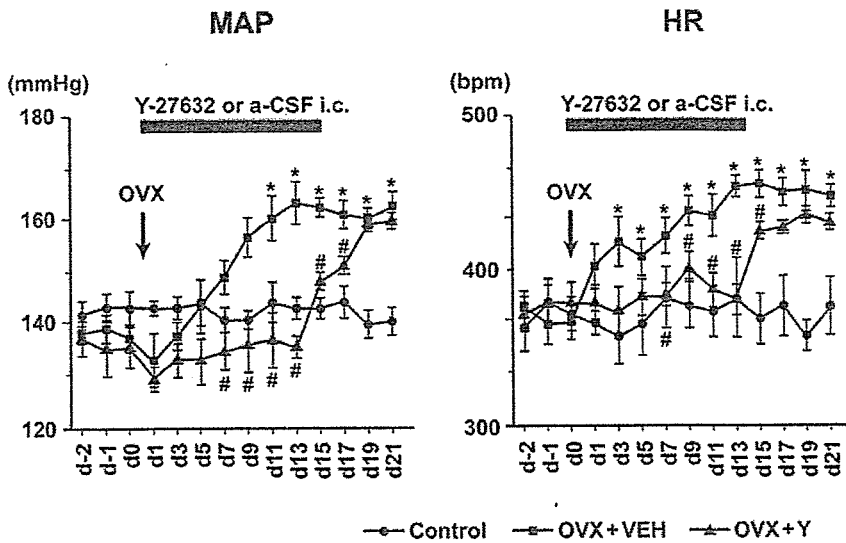 MAP
HR
(mmHg)
(bpm)
180
160
140
120
500
400
300
Y-27632 or a-CSF i.c.
Y-27632 or a-CSF i.c.
OVX
OVX
* * * * * *
# # # # # #
* * * * * * * * * *
# # # # #
d-2 d-1 d0 d1 d3 d5 d7 d9 d11 d13 d15 d17 d19 d21
d-2 d-1 d0 d1 d3 d5 d7 d9 d11 d13 d15 d17 d19 d21
Control OVX+VEH OVX+Y